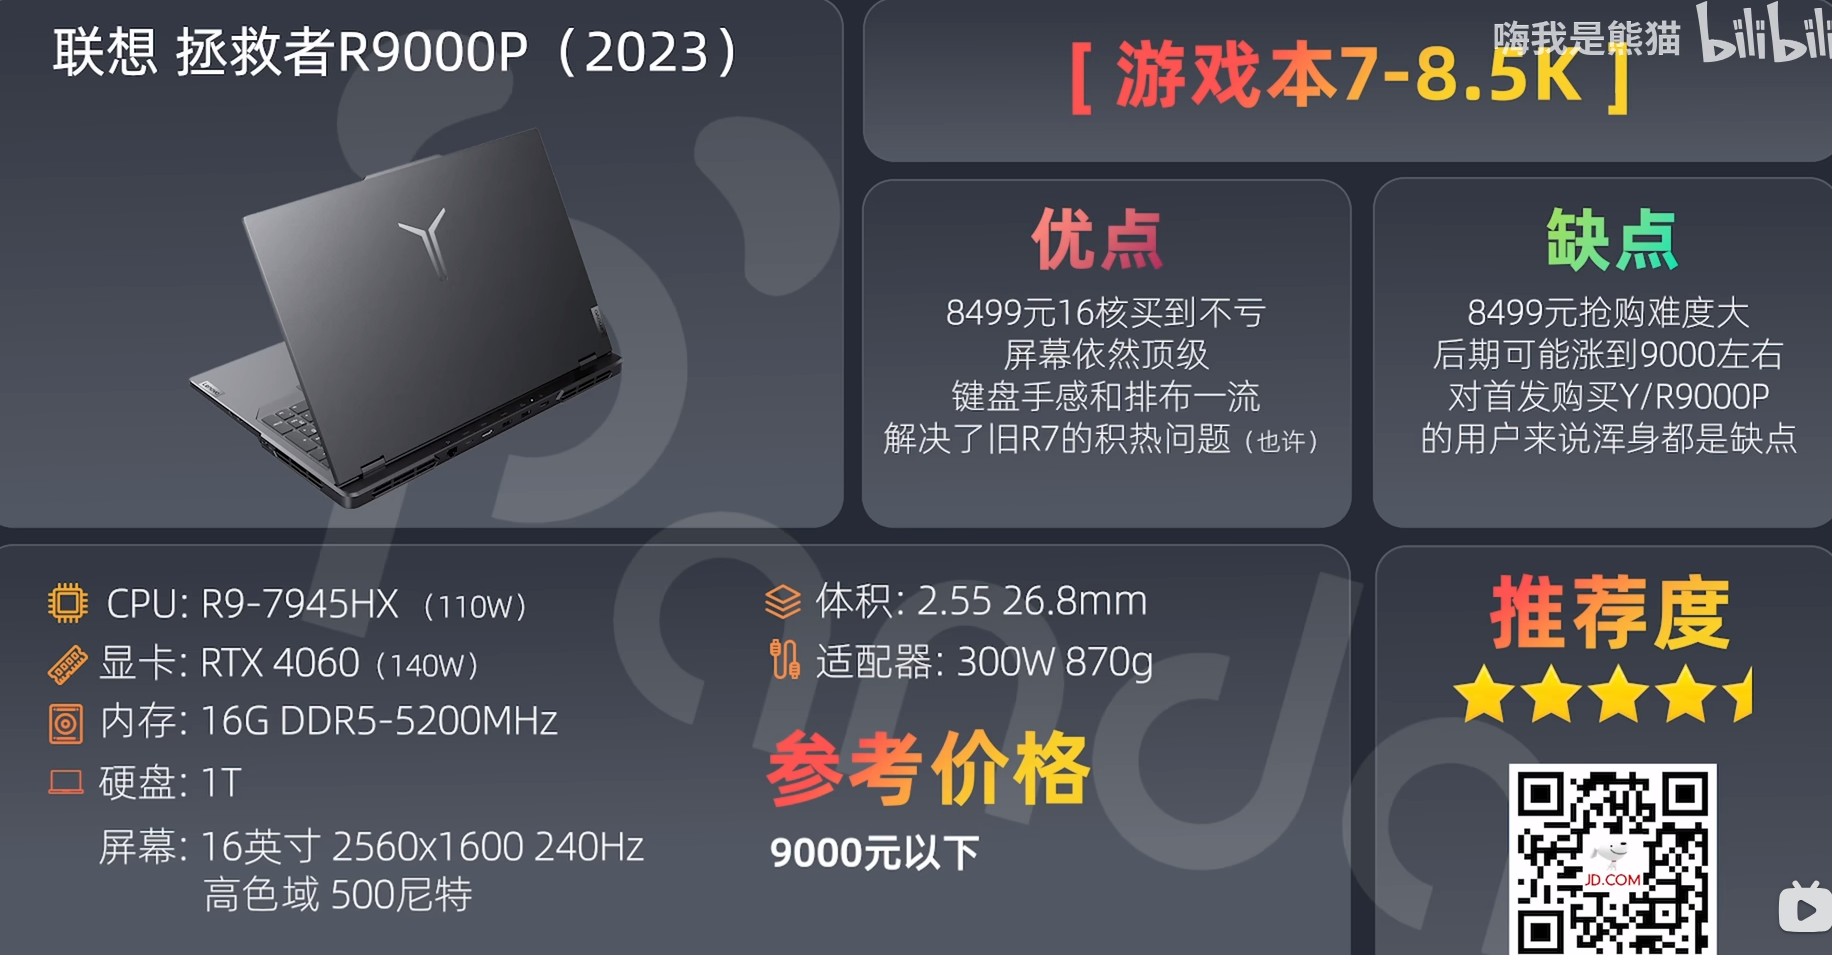 联想 拯救者R9000P（2023）
[ 游戏本7-8.5K ]
嗨我是熊猫
bilibili
优点
8499元16核买到不亏
屏幕依然顶级
键盘手感和排布一流
解决了旧R7的积热问题（也许）
缺点
8499元抢购难度大
后期可能涨到9000左右
对首发购买Y/R9000P
的用户来说浑身都是缺点
CPU: R9-7945HX（110W）
显卡: RTX 4060（140W）
内存: 16G DDR5-5200MHz
硬盘: 1T
屏幕: 16英寸 2560x1600 240Hz
高色域 500尼特
体积: 2.55 26.8mm
适配器: 300W 870g
参考价格
9000元以下
推荐度
JD.COM
Panda